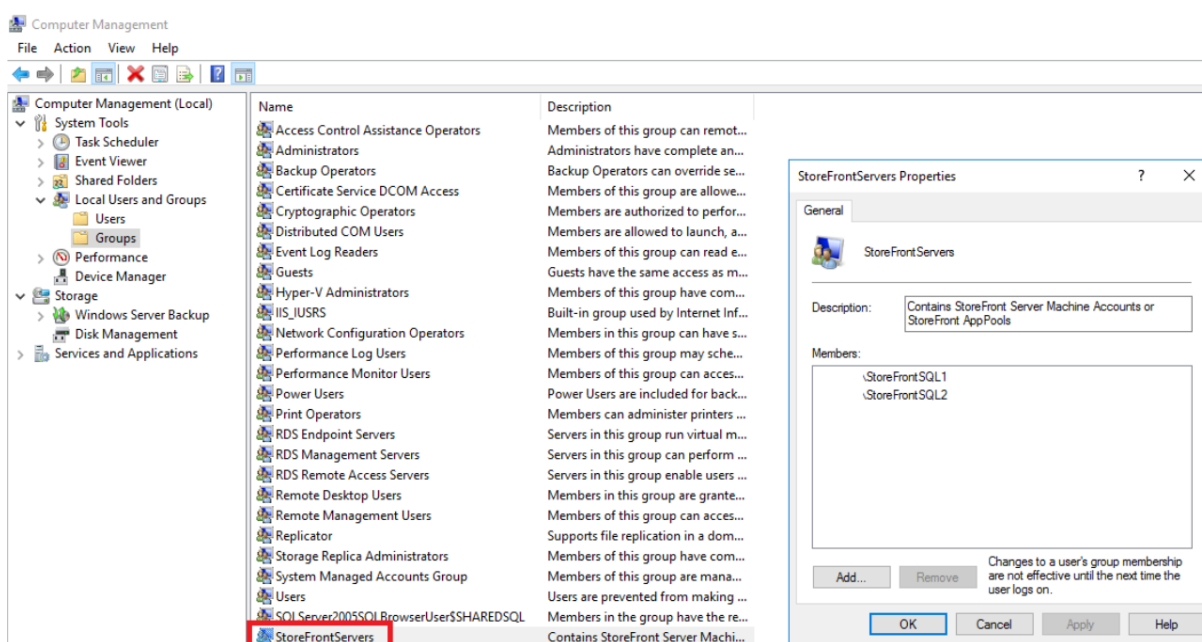 Computer Management
File Action View Help
Computer Management (Local)
System Tools
Task Scheduler
Event Viewer
Shared Folders
Local Users and Groups
Users
Groups
Performance
Device Manager
Storage
Windows Server Backup
Disk Management
Services and Applications
Name Description
Access Control Assistance Operators Members of this group can remot...
Administrators Administrators have complete an...
Backup Operators Backup Operators can override se...
Certificate Service DCOM Access Members of this group are allowe...
Cryptographic Operators Members are authorized to perfor...
Distributed COM Users Members are allowed to launch, a...
Event Log Readers Members of this group can read e...
Guests Guests have the same access as m...
Hyper-V Administrators Members of this group have com...
IIS_IUSRS Built-in group used by Internet Inf...
Network Configuration Operators Members in this group can have s...
Performance Log Users Members of this group may sche...
Performance Monitor Users Members of this group can acces...
Power Users Power Users are included for back...
Print Operators Members can administer printers ...
RDS Endpoint Servers Servers in this group run virtual m...
RDS Management Servers Servers in this group can perform ...
RDS Remote Access Servers Servers in this group enable users ...
Remote Desktop Users Members in this group are grante...
Remote Management Users Members of this group can acces...
Replicator Supports file replication in a dom...
Storage Replica Administrators Members of this group have com...
System Managed Accounts Group Members of this group are mana...
Users Users are prevented from making ...
SQLServer2005SQLBrowserUser$SHAREDSQL Members in the group have the re...
StoreFrontServers Contains StoreFront Server Machi...
StoreFrontServers Properties ? X
General
StoreFrontServers
Description: Contains StoreFront Server Machine Accounts or
StoreFront AppPools
Members:
\StoreFrontSQL1
\StoreFrontSQL2
Add... Remove
Changes to a user's group membership
are not effective until the next time the
user logs on.
OK Cancel Apply Help